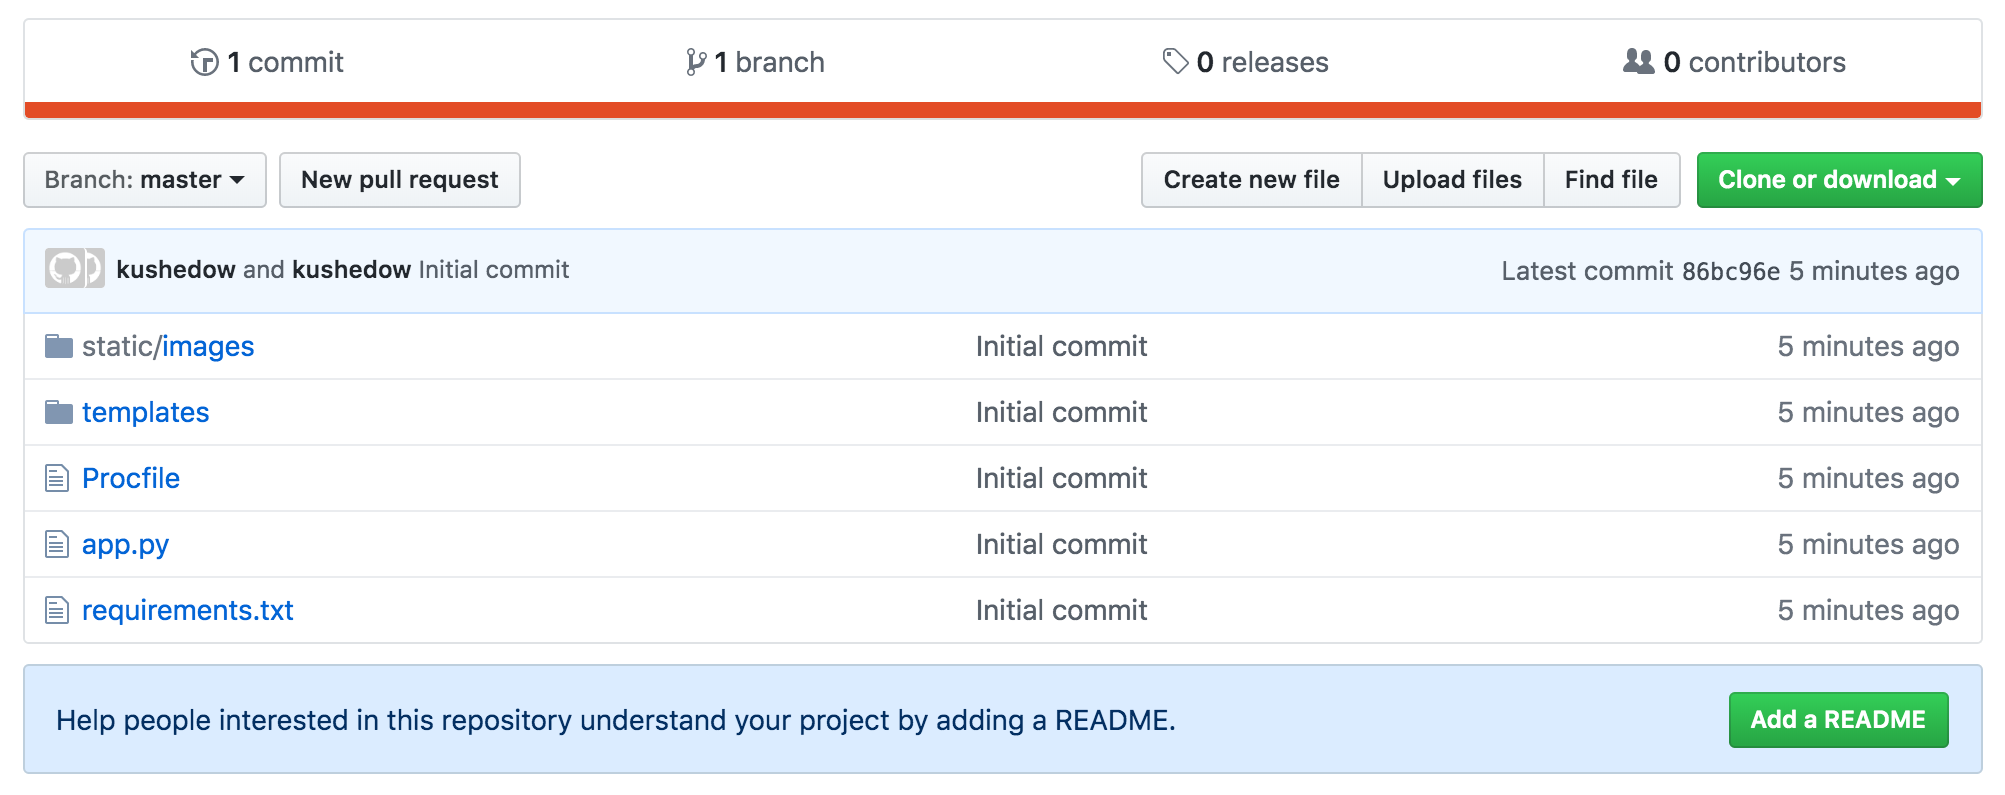 1 commit
1 branch
0 releases
0 contributors
Branch: master
New pull request
Create new file
Upload files
Find file
Clone or download
kushedow and kushedow Initial commit
Latest commit 86bc96e 5 minutes ago
static/images Initial commit 5 minutes ago
templates Initial commit 5 minutes ago
Procfile Initial commit 5 minutes ago
app.py Initial commit 5 minutes ago
requirements.txt Initial commit 5 minutes ago
Help people interested in this repository understand your project by adding a README.
Add a README